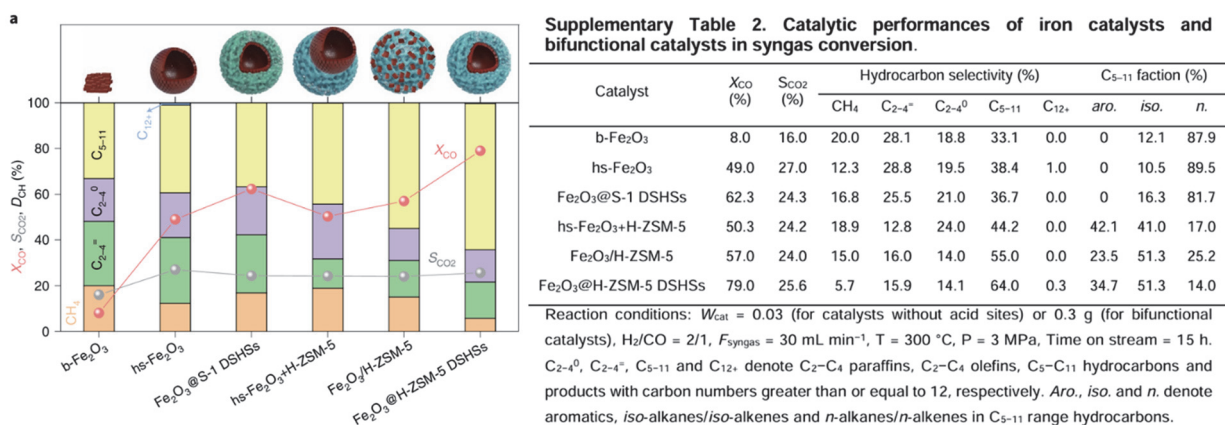 a
X_CO, S_CO2, D_CH (%)
100
80
60
40
20
0
C5-11
C2-4^0
C2-4^=
CH4
C12+
X_CO
S_CO2
b-Fe2O3
hs-Fe2O3
Fe2O3@S-1 DSHSs
hs-Fe2O3+H-ZSM-5
Fe2O3/H-ZSM-5
Fe2O3@H-ZSM-5 DSHSs
Supplementary Table 2. Catalytic performances of iron catalysts and
bifunctional catalysts in syngas conversion.
Catalyst X_CO (%) S_CO2 (%) Hydrocarbon selectivity (%) C5-11 faction (%)
CH4 C2-4^= C2-4^0 C5-11 C12+ aro. iso. n.
b-Fe2O3 8.0 16.0 20.0 28.1 18.8 33.1 0.0 0 12.1 87.9
hs-Fe2O3 49.0 27.0 12.3 28.8 19.5 38.4 1.0 0 10.5 89.5
Fe2O3@S-1 DSHSs 62.3 24.3 16.8 25.5 21.0 36.7 0.0 0 16.3 81.7
hs-Fe2O3+H-ZSM-5 50.3 24.2 18.9 12.8 24.0 44.2 0.0 42.1 41.0 17.0
Fe2O3/H-ZSM-5 57.0 24.0 15.0 16.0 14.0 55.0 0.0 23.5 51.3 25.2
Fe2O3@H-ZSM-5 DSHSs 79.0 25.6 5.7 15.9 14.1 64.0 0.3 34.7 51.3 14.0
Reaction conditions: Wcat = 0.03 (for catalysts without acid sites) or 0.3 g (for bifunctional
catalysts), H2/CO = 2/1, Fsyngas = 30 mL min⁻¹, T = 300 °C, P = 3 MPa, Time on stream = 15 h.
C2-4^0, C2-4^=, C5-11 and C12+ denote C2−C4 paraffins, C2−C4 olefins, C5−C11 hydrocarbons and
products with carbon numbers greater than or equal to 12, respectively. Aro., iso. and n. denote
aromatics, iso-alkanes/iso-alkenes and n-alkanes/n-alkenes in C5-11 range hydrocarbons.